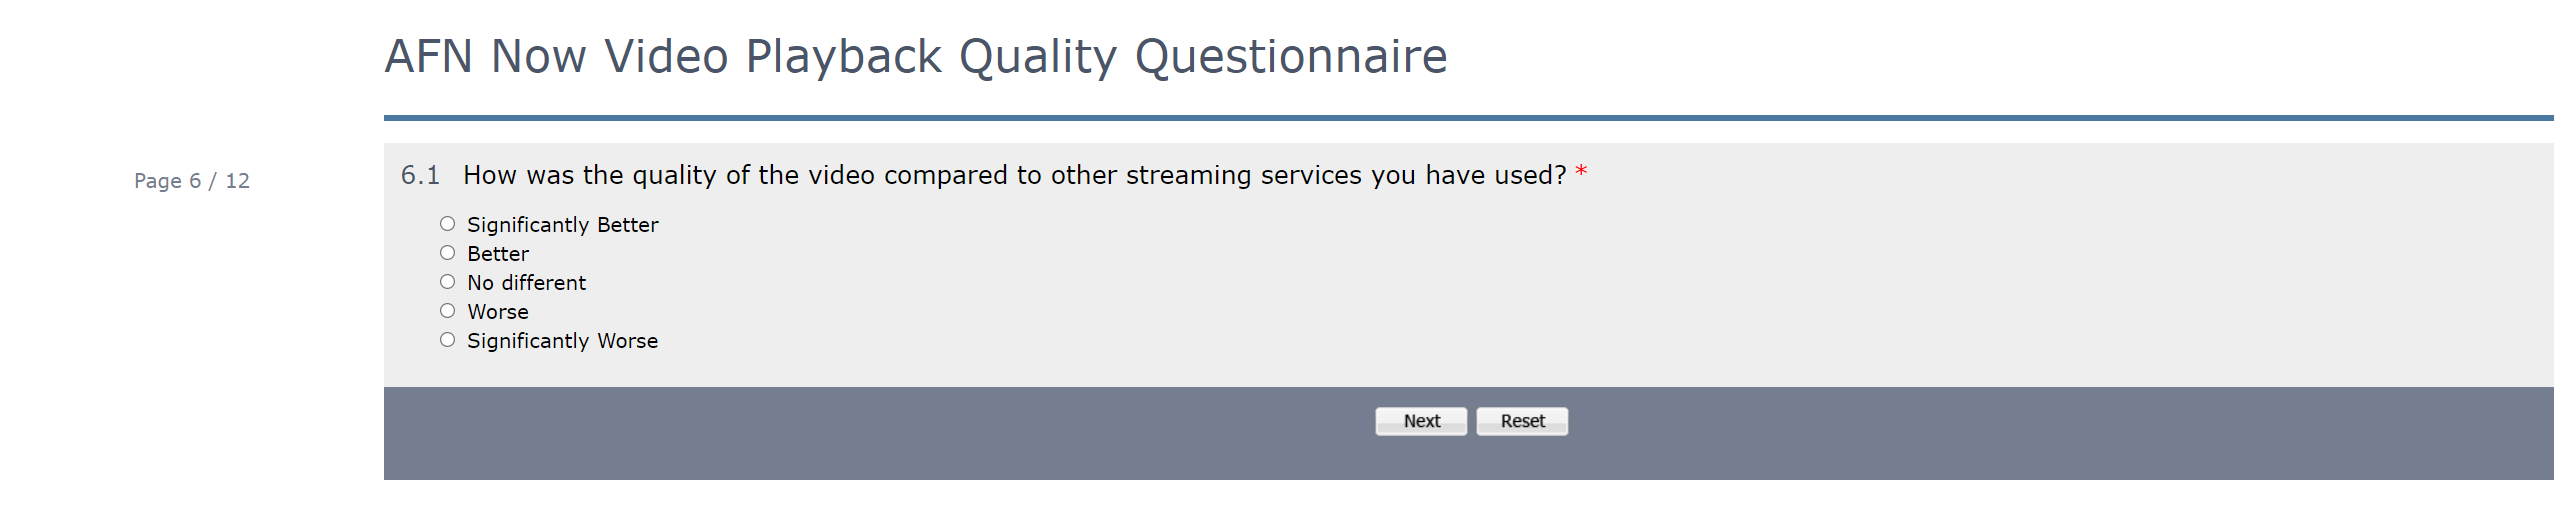 AFN Now Video Playback Quality Questionnaire
Page 6 / 12
6.1 How was the quality of the video compared to other streaming services you have used? *
Significantly Better
Better
No different
Worse
Significantly Worse
Next Reset